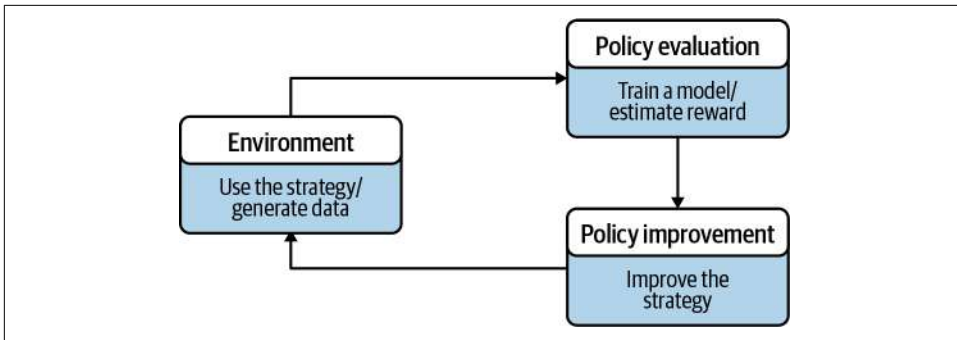 Policy evaluation
Train a model/
estimate reward
Environment
Use the strategy/
generate data
Policy improvement
Improve the
strategy